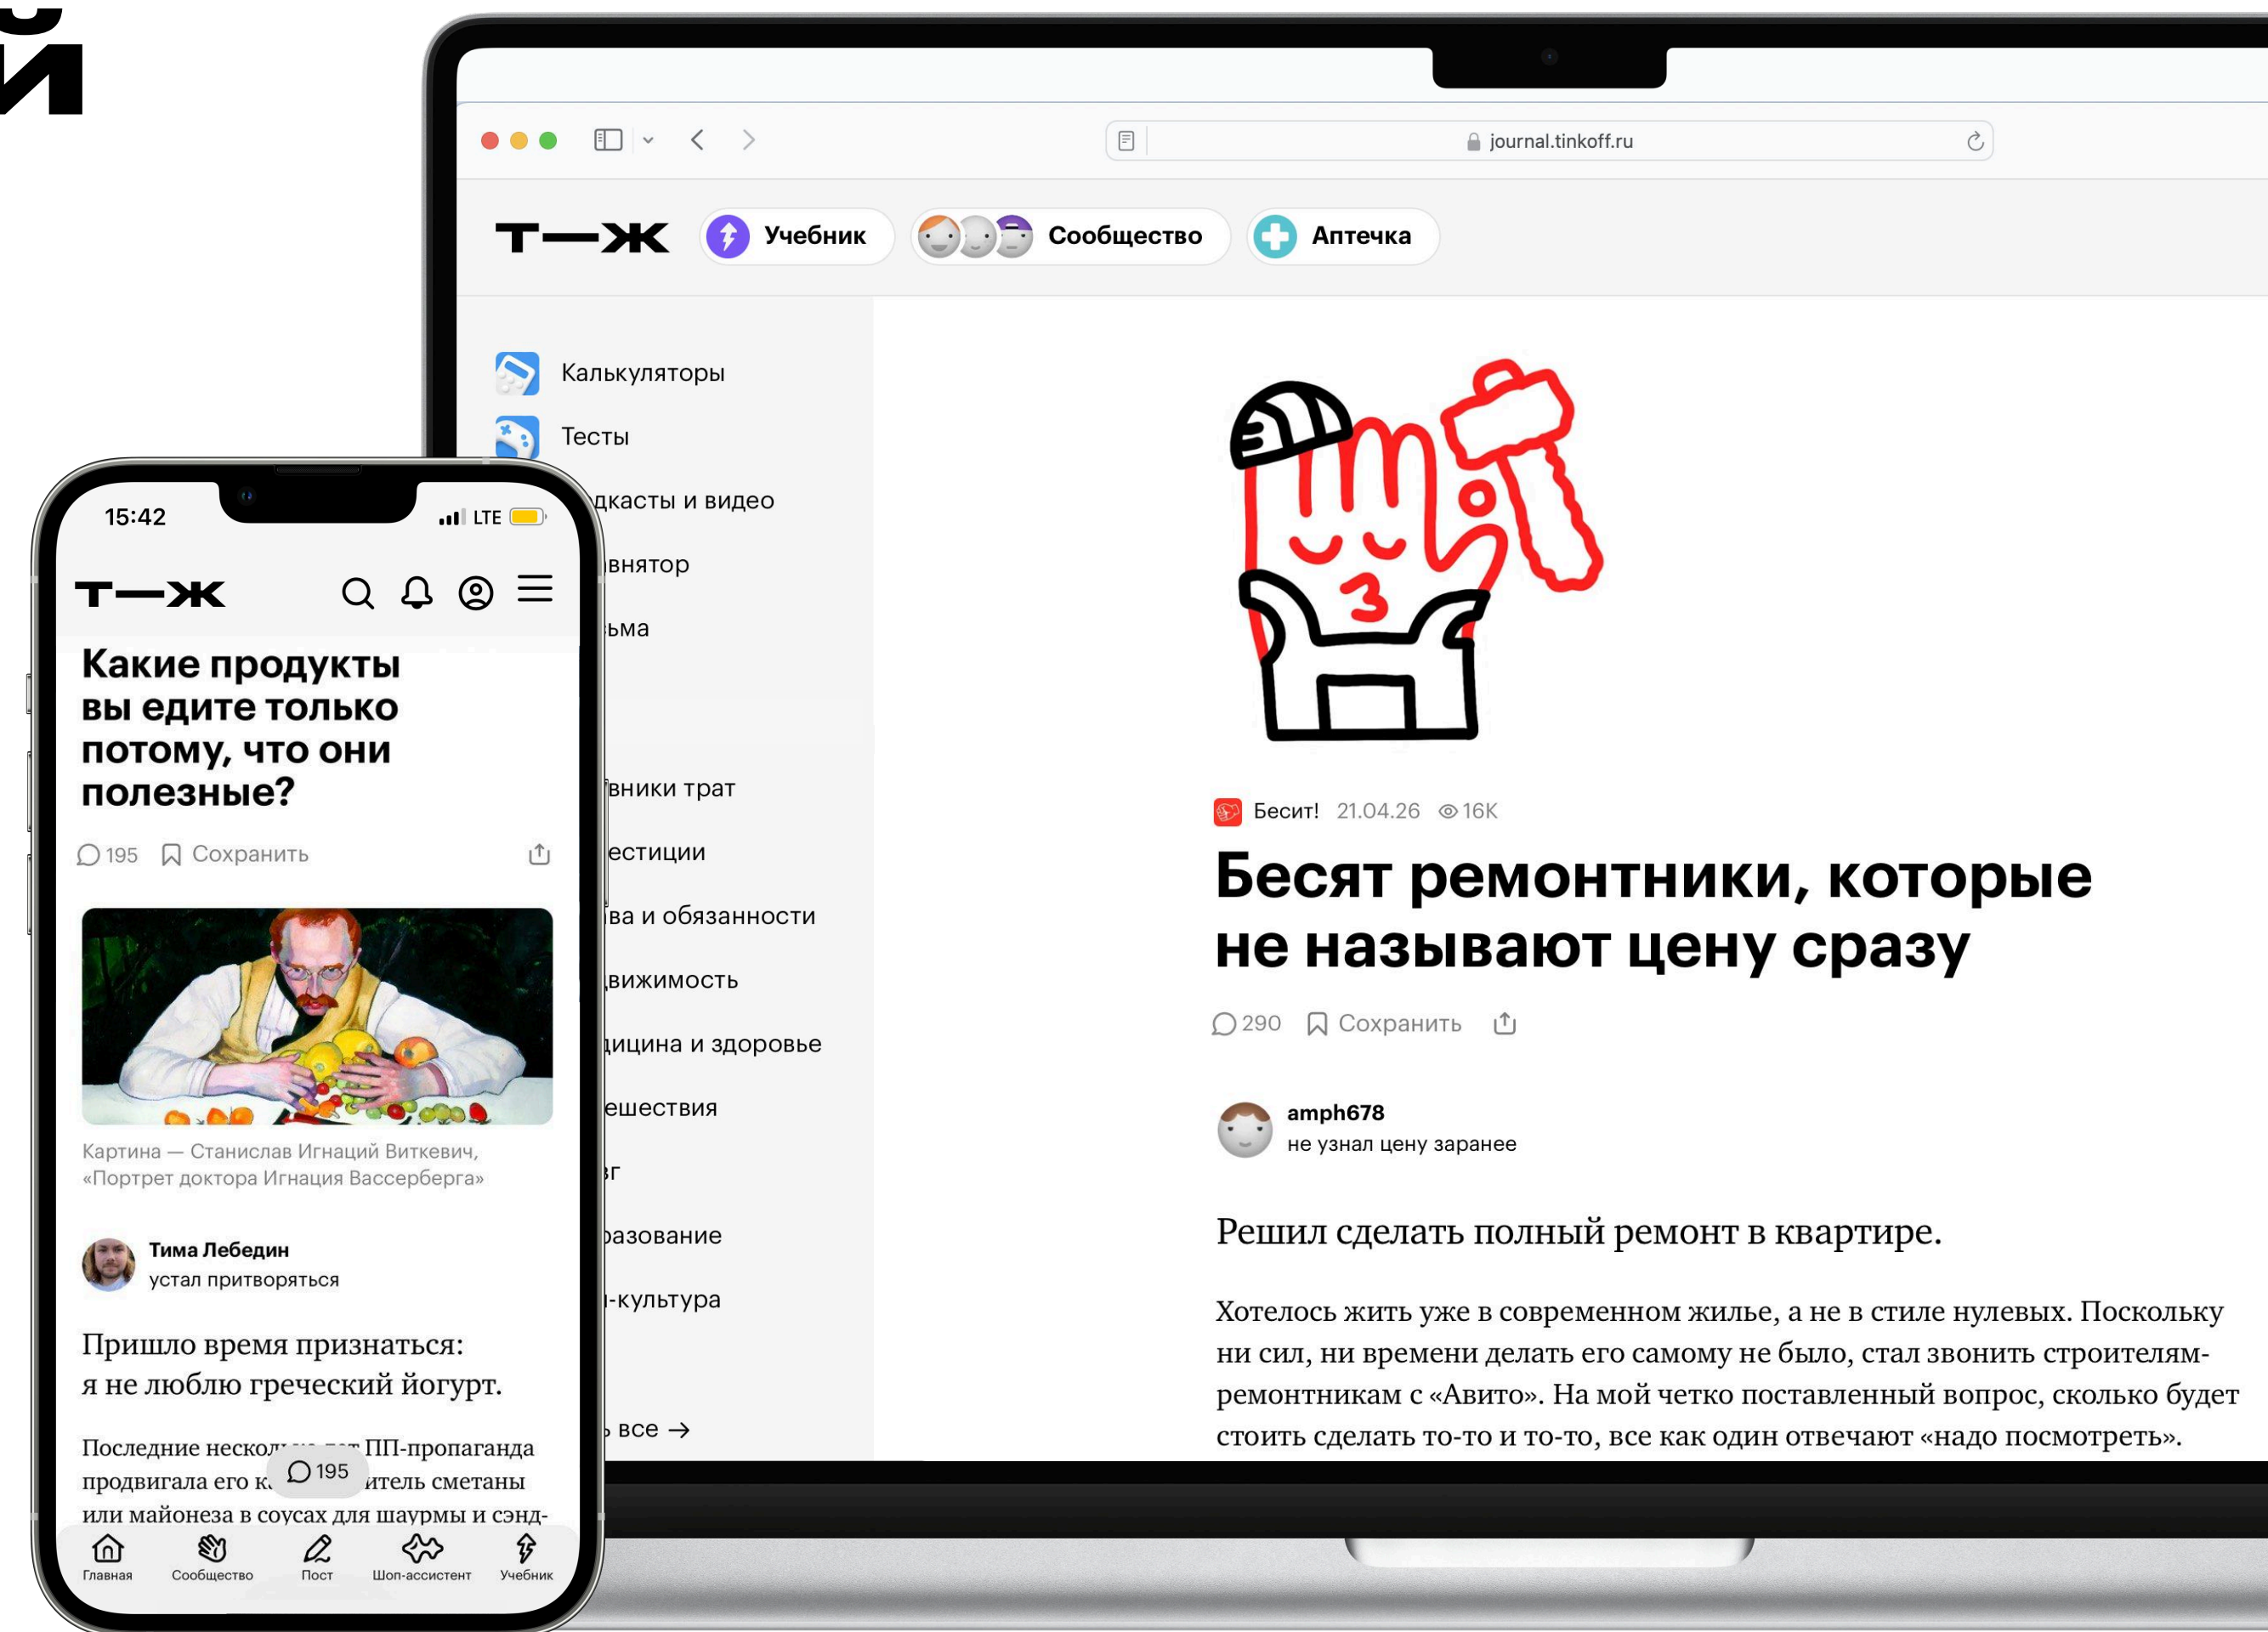 й
journal.tinkoff.ru
Т—Ж
Учебник
Сообщество
Аптечка
Калькуляторы
Тесты
дкасты и видео
внятор
ьма
вники трат
естиции
ва и обязанности
вижимость
ицина и здоровье
ешествия
г
разование
-культура
все →
Бесит! 21.04.26 16K
Бесят ремонтники, которые
не называют цену сразу
290 Сохранить
amph678
не узнал цену заранее
Решил сделать полный ремонт в квартире.
Хотелось жить уже в современном жилье, а не в стиле нулевых. Поскольку
ни сил, ни времени делать его самому не было, стал звонить строителям-
ремонтникам с «Авито». На мой четко поставленный вопрос, сколько будет
стоить сделать то-то и то-то, все как один отвечают «надо посмотреть».
15:42
LTE
Т—Ж
Какие продукты
вы едите только
потому, что они
полезные?
195 Сохранить
Картина — Станислав Игнаций Виткевич,
«Портрет доктора Игнация Вассерберга»
Тима Лебедин
устал притворяться
Пришло время признаться:
я не люблю греческий йогурт.
Последние ПП-пропаганда
продвигала его сметаны
195
или майонеза в соусах для шаурмы и сэнд-
Главная
Сообщество
Пост
Шоп-ассистент
Учебник